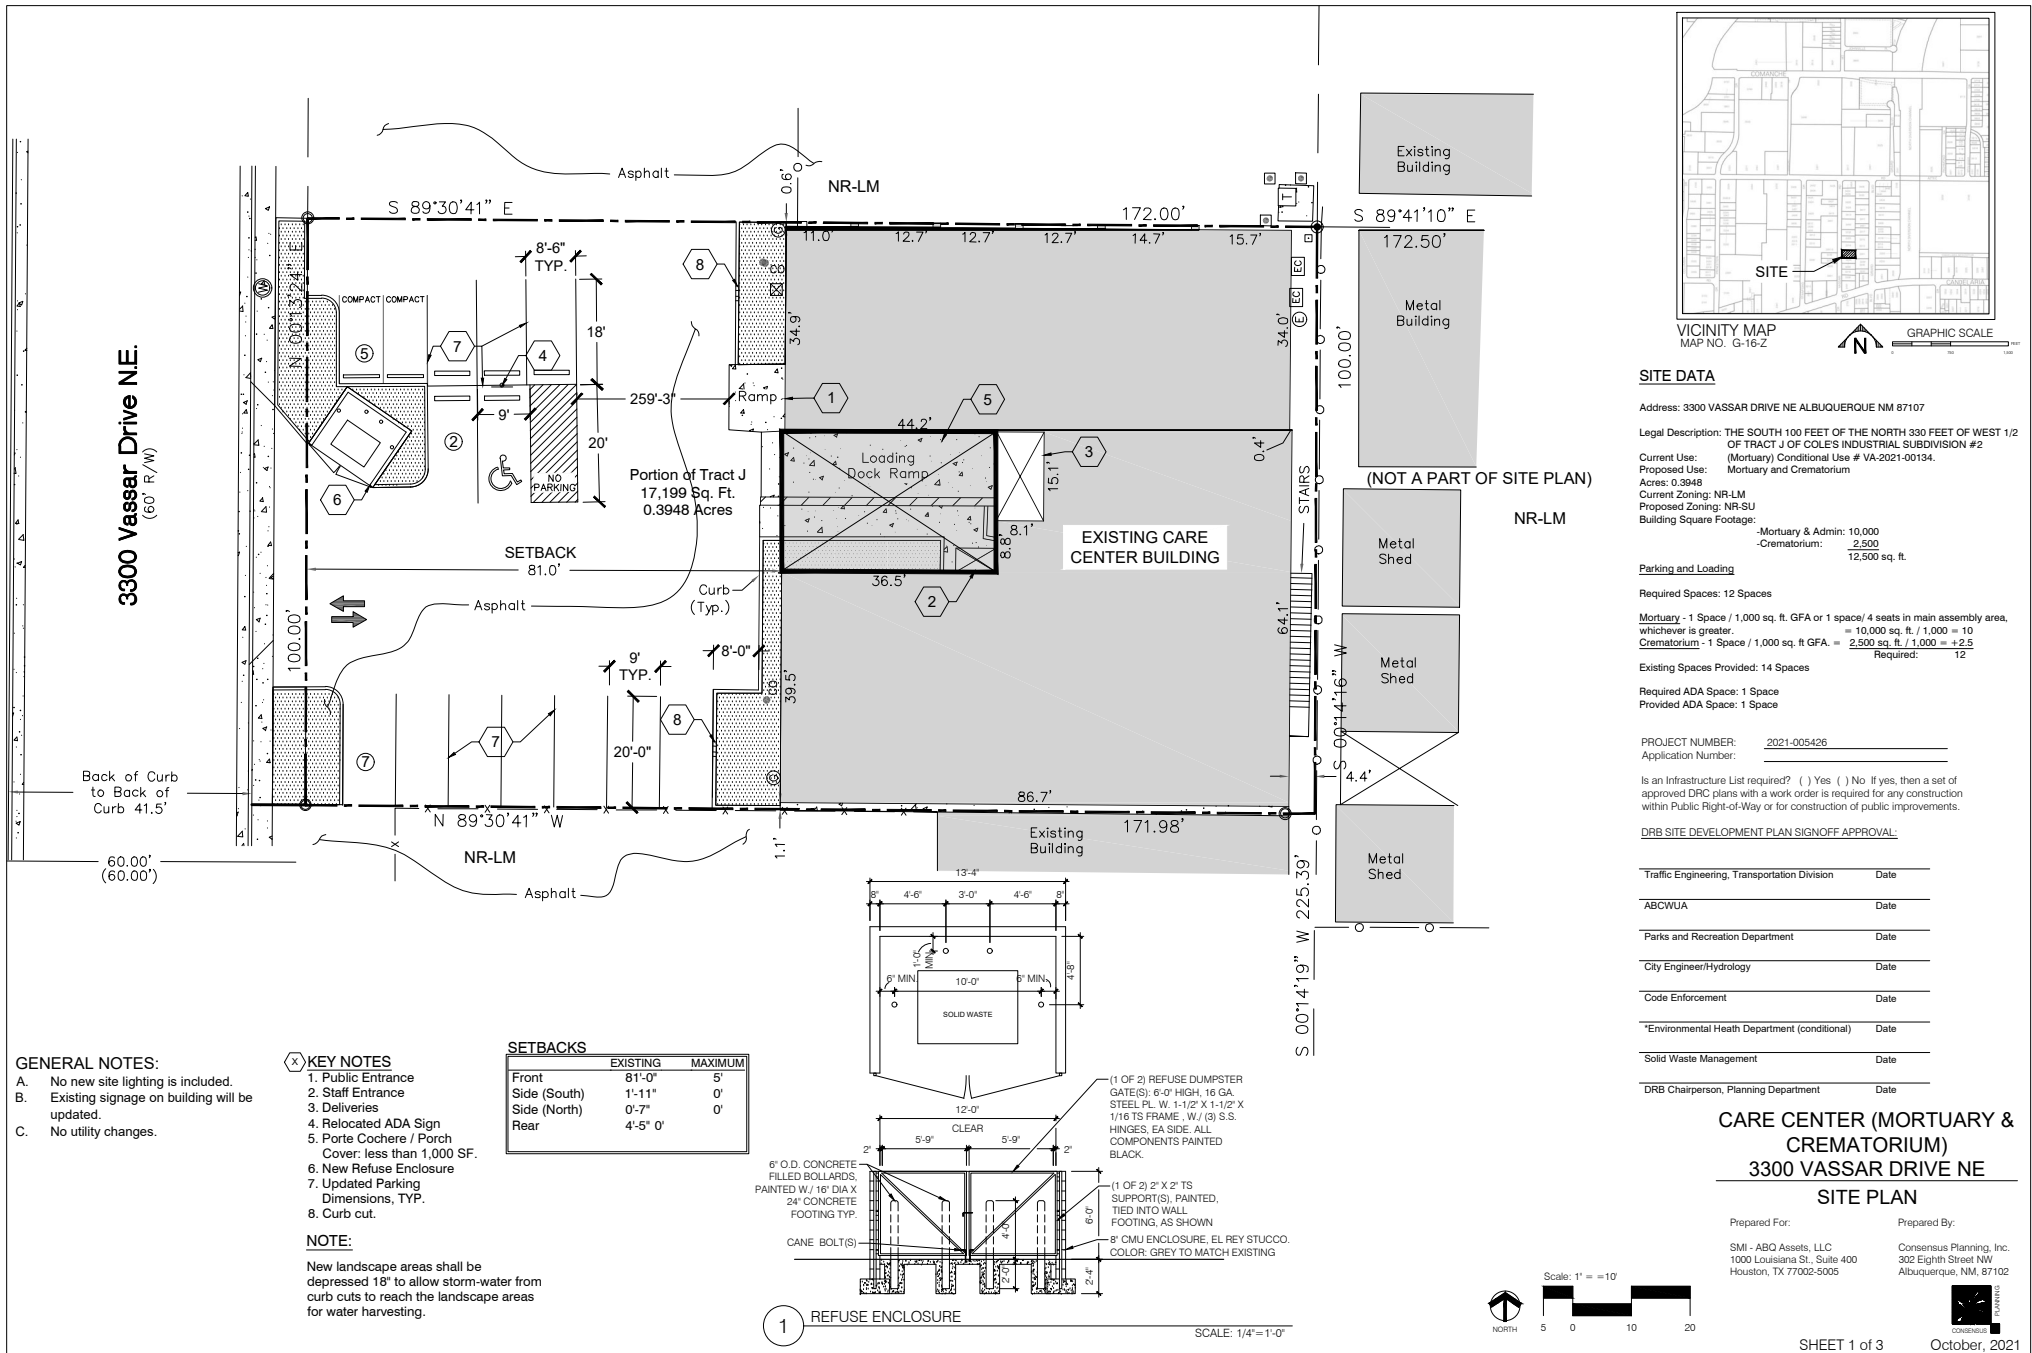 Asphalt
NR-LM
0.6'
S 89°30'41" E
172.00'
S 89°41'10" E
172.50'
11.0'
12.7'
12.7'
12.7'
14.7'
15.7'
T
Existing
Building
Metal
Building
8'-6"
TYP.
8
CO
G
W
N 00°13'24" E
COMPACT
COMPACT
5
7
4
18'
34.9'
34.0'
EC
EC
E
100.00'
259'-3"
Ramp
1
5
9'
2
20'
NO
PARKING
6
44.2'
Loading
Dock Ramp
3
15.1'
8.1'
8.8'
0.4'
STAIRS
Portion of Tract J
17,199 Sq. Ft.
0.3948 Acres
EXISTING CARE
CENTER BUILDING
(NOT A PART OF SITE PLAN)
NR-LM
Metal
Shed
3300 Vassar Drive N.E.
(60' R/W)
SETBACK
81.0'
36.5'
2
Curb
(Typ.)
Asphalt
100.00'
8'-0"
9'
TYP.
CO
39.5'
64.1'
S 00°14'16" W
Metal
Shed
8
7
20'-0"
7
G
4.4'
Back of Curb
to Back of
Curb 41.5'
86.7'
N 89°30'41" W
171.98'
X
1.1'
NR-LM
Existing
Building
Metal
Shed
60.00'
(60.00')
Asphalt
S 00°14'19" W 225.39'
13'-4"
8" 4'-6" 3'-0" 4'-6" 8"
1'-0"
MIN.
4'-8"
6" MIN.
10'-0"
6" MIN.
SOLID WASTE
12'-0"
CLEAR
5'-9" 5'-9"
2" 2"
6" O.D. CONCRETE
FILLED BOLLARDS,
PAINTED W./ 16" DIA X
24" CONCRETE
FOOTING TYP.
CANE BOLT(S)
(1 OF 2) REFUSE DUMPSTER
GATE(S): 6'-0" HIGH, 16 GA.
STEEL PL. W. 1-1/2" X 1-1/2" X
1/16 TS FRAME , W./ (3) S.S.
HINGES, EA SIDE. ALL
COMPONENTS PAINTED
BLACK.
(1 OF 2) 2" X 2" TS
SUPPORT(S), PAINTED,
TIED INTO WALL
FOOTING, AS SHOWN
8" CMU ENCLOSURE, EL REY STUCCO.
COLOR: GREY TO MATCH EXISTING
6'-0"
4'-0"
2'-0"
2'-4"
1
REFUSE ENCLOSURE
SCALE: 1/4"=1'-0"
GENERAL NOTES:
A. No new site lighting is included.
B. Existing signage on building will be
updated.
C. No utility changes.
X KEY NOTES
1. Public Entrance
2. Staff Entrance
3. Deliveries
4. Relocated ADA Sign
5. Porte Cochere / Porch
Cover: less than 1,000 SF.
6. New Refuse Enclosure
7. Updated Parking
Dimensions, TYP.
8. Curb cut.
NOTE:
New landscape areas shall be
depressed 18" to allow storm-water from
curb cuts to reach the landscape areas
for water harvesting.
SETBACKS
EXISTING MAXIMUM
Front 81'-0" 5'
Side (South) 1'-11" 0'
Side (North) 0'-7" 0'
Rear 4'-5" 0'
COMANCHE
CANDELARIA
SITE
VICINITY MAP
MAP NO. G-16-Z
N
GRAPHIC SCALE
FEET
0 750 1,500
SITE DATA
Address: 3300 VASSAR DRIVE NE ALBUQUERQUE NM 87107
Legal Description: THE SOUTH 100 FEET OF THE NORTH 330 FEET OF WEST 1/2
OF TRACT J OF COLE'S INDUSTRIAL SUBDIVISION #2
Current Use: (Mortuary) Conditional Use # VA-2021-00134.
Proposed Use: Mortuary and Crematorium
Acres: 0.3948
Current Zoning: NR-LM
Proposed Zoning: NR-SU
Building Square Footage:
-Mortuary & Admin: 10,000
-Crematorium: 2,500
12,500 sq. ft.
Parking and Loading
Required Spaces: 12 Spaces
Mortuary - 1 Space / 1,000 sq. ft. GFA or 1 space/ 4 seats in main assembly area,
whichever is greater. = 10,000 sq. ft. / 1,000 = 10
Crematorium - 1 Space / 1,000 sq. ft GFA. = 2,500 sq. ft. / 1,000 = +2.5
Required: 12
Existing Spaces Provided: 14 Spaces
Required ADA Space: 1 Space
Provided ADA Space: 1 Space
PROJECT NUMBER: 2021-005426
Application Number:
Is an Infrastructure List required? ( ) Yes ( ) No If yes, then a set of
approved DRC plans with a work order is required for any construction
within Public Right-of-Way or for construction of public improvements.
DRB SITE DEVELOPMENT PLAN SIGNOFF APPROVAL:
Traffic Engineering, Transportation Division Date
ABCWUA Date
Parks and Recreation Department Date
City Engineer/Hydrology Date
Code Enforcement Date
*Environmental Heath Department (conditional) Date
Solid Waste Management Date
DRB Chairperson, Planning Department Date
CARE CENTER (MORTUARY &
CREMATORIUM)
3300 VASSAR DRIVE NE
SITE PLAN
Prepared For:
SMI - ABQ Assets, LLC
1000 Louisiana St., Suite 400
Houston, TX 77002-5005
Prepared By:
Consensus Planning, Inc.
302 Eighth Street NW
Albuquerque, NM, 87102
Scale: 1" = =10'
NORTH
5 0 10 20
PLANNING
CONSENSUS
SHEET 1 of 3
October, 2021